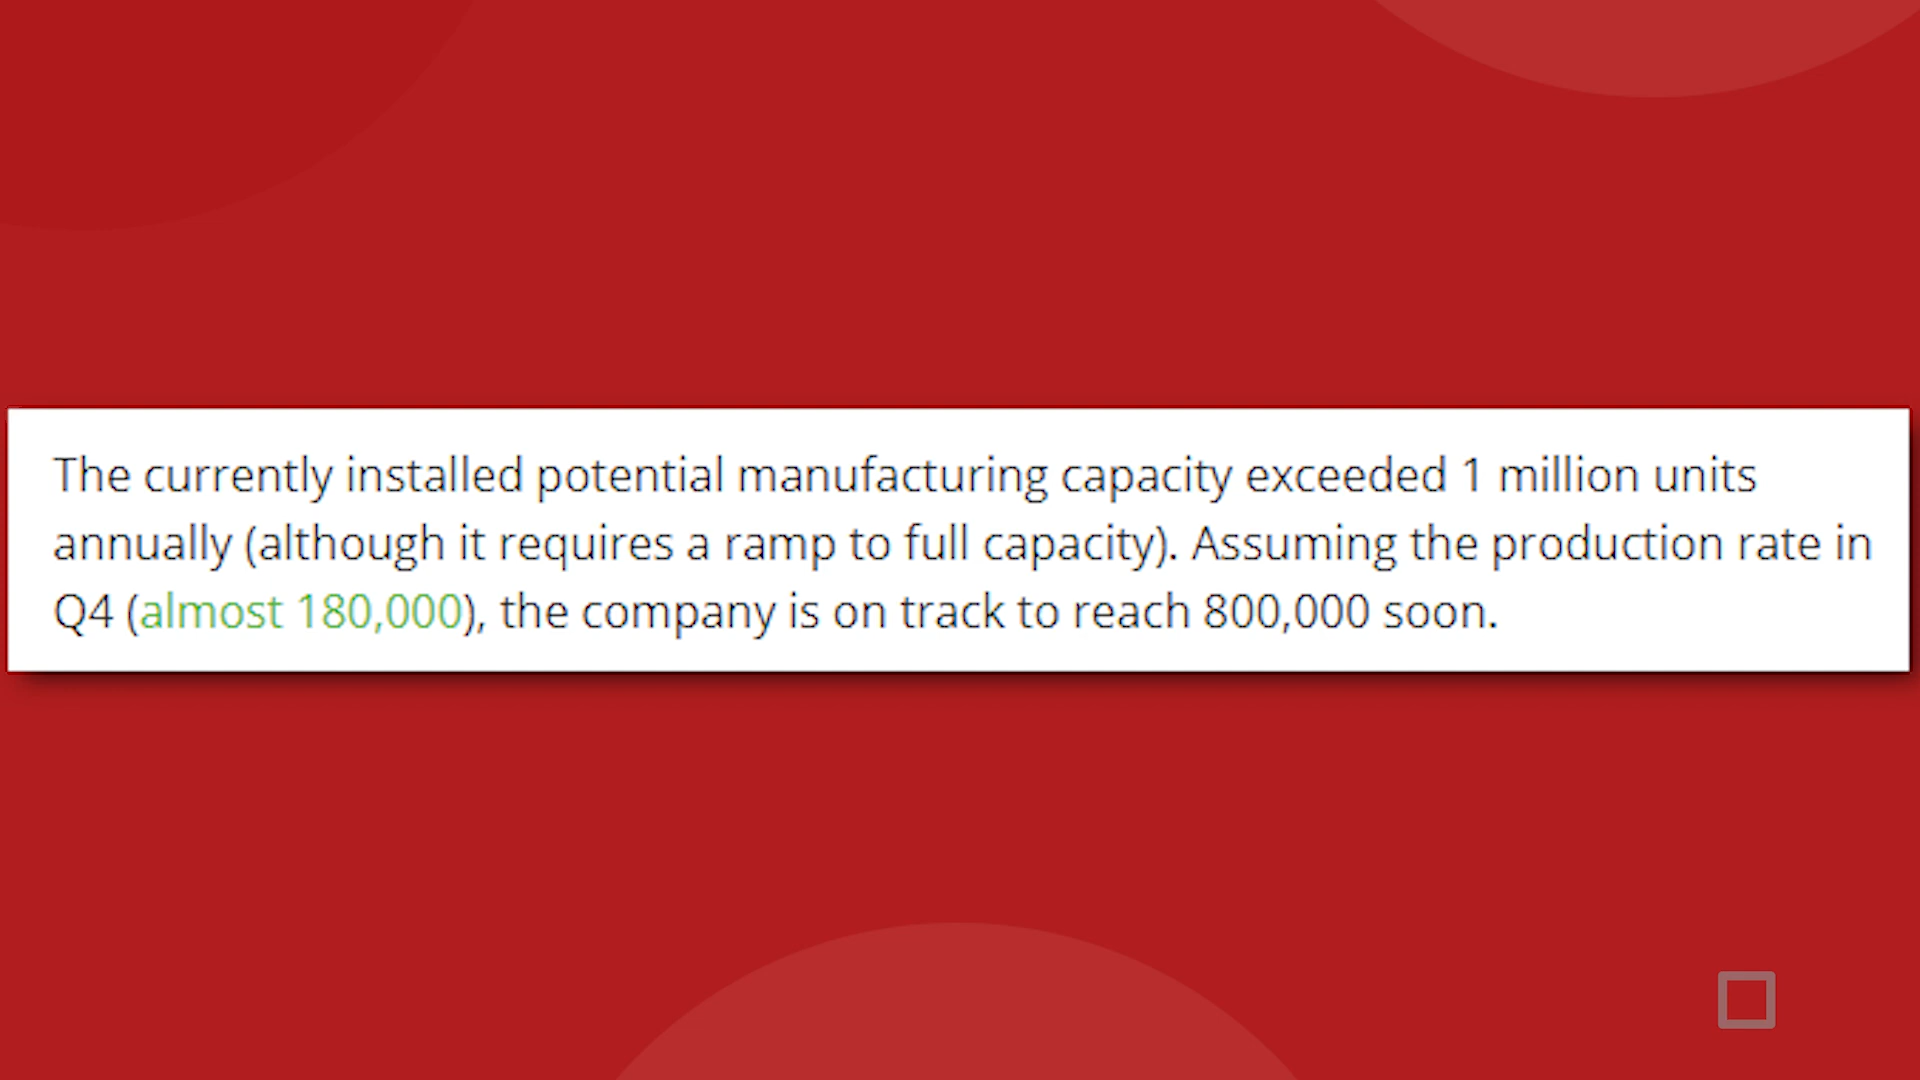 The currently installed potential manufacturing capacity exceeded 1 million units
annually (although it requires a ramp to full capacity). Assuming the production rate in
Q4 (almost 180,000), the company is on track to reach 800,000 soon.